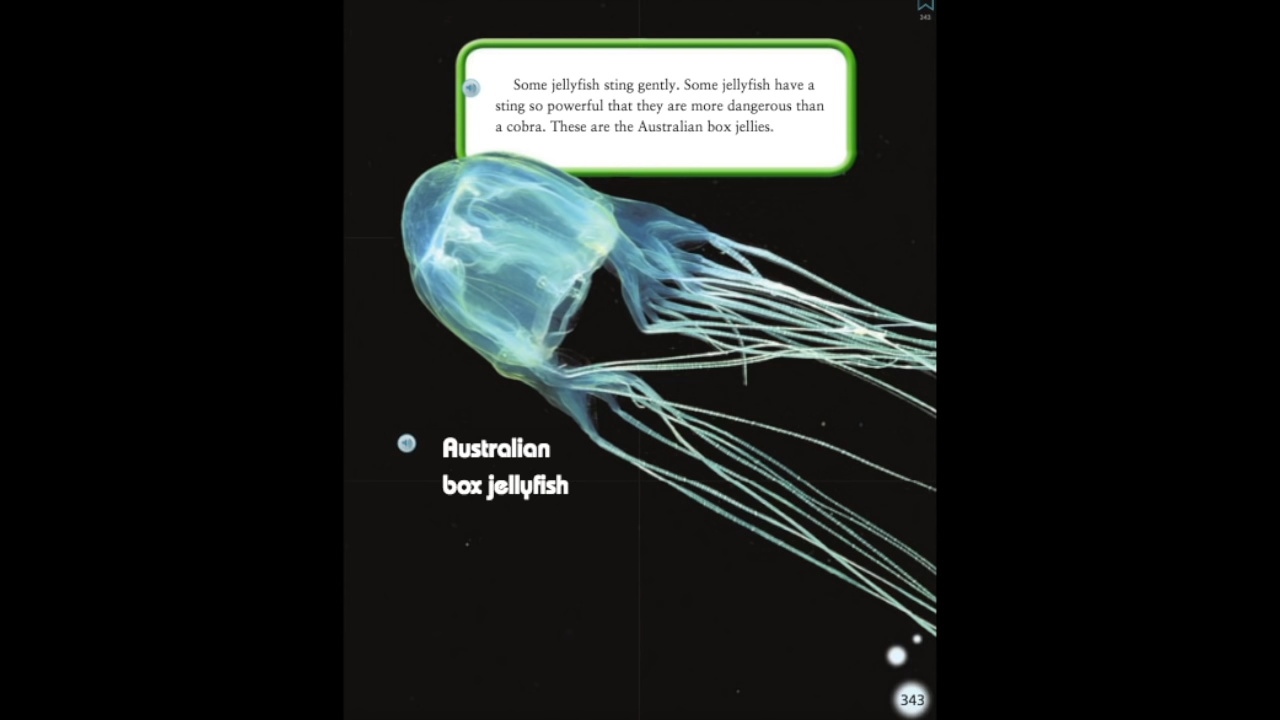 343
Some jellyfish sting gently. Some jellyfish have a
sting so powerful that they are more dangerous than
a cobra. These are the Australian box jellies.
Australian
box jellyfish
343